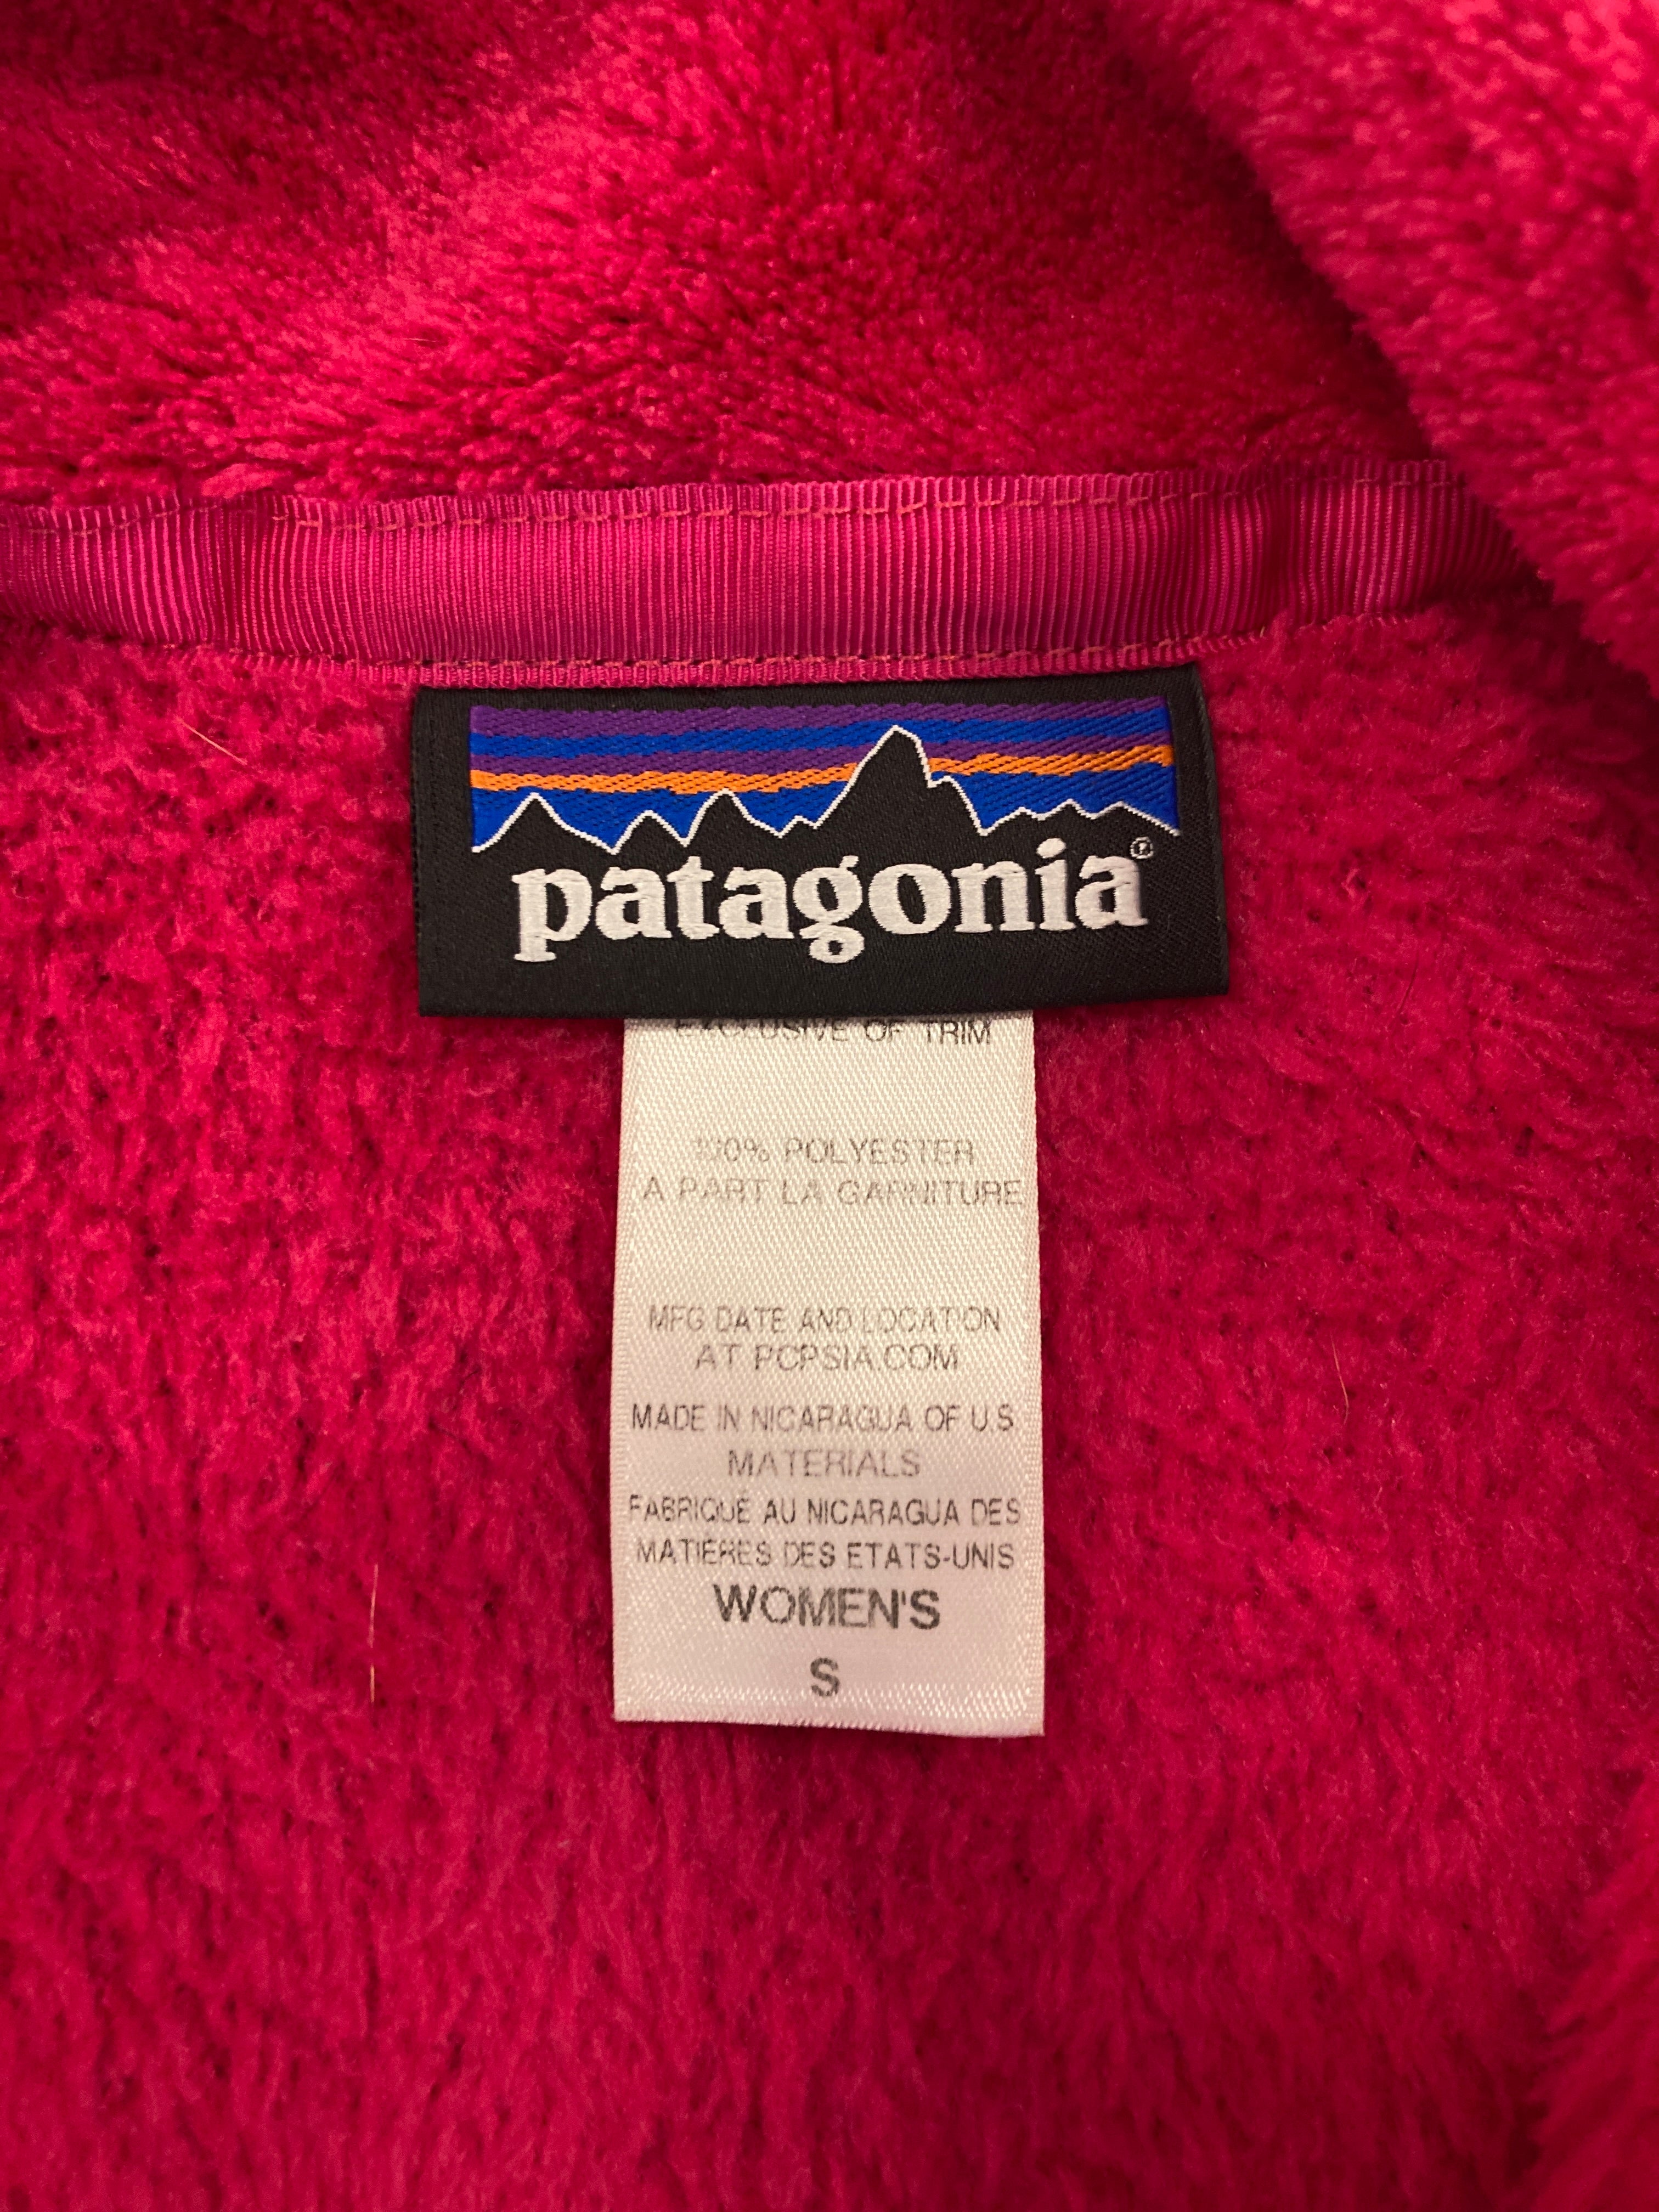 patagonia®
EXCLUSIVE OF TRIM
100% POLYESTER
A PART LA GARNITURE
MFG DATE AND LOCATION
AT PCPSIA.COM
MADE IN NICARAGUA OF U S
MATERIALS
FABRIQUÉ AU NICARAGUA DES
MATIÈRES DES ETATS-UNIS
WOMEN'S
S